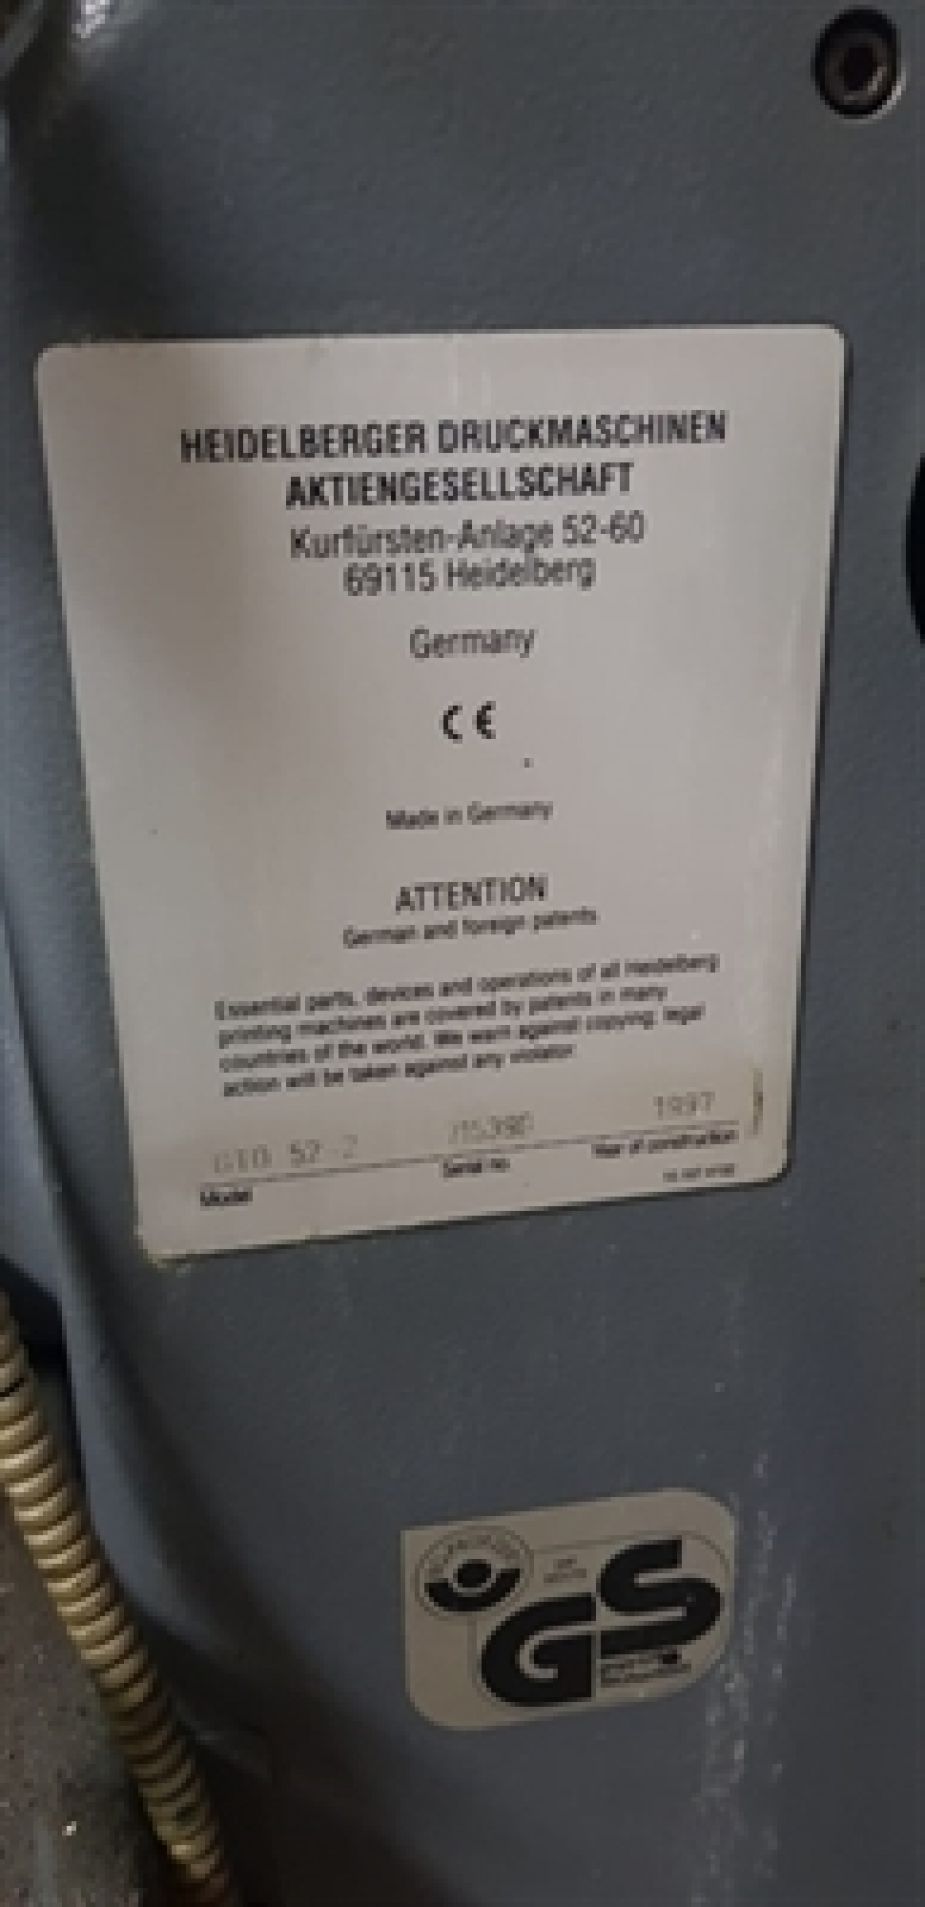 HEIDELBERGER DRUCKMASCHINEN
AKTIENGESELLSCHAFT
Kurfürsten-Anlage 52-60
69115 Heidelberg
Germany
CE
Made in Germany
ATTENTION
German and foreign patents
Essential parts, devices and operations of all Heidelberg
printing machines are covered by patents in many
countries of the world. We warn against copying; legal
action will be taken against any violator.
52-2 1997
Model Serial no. Year of construction
GS